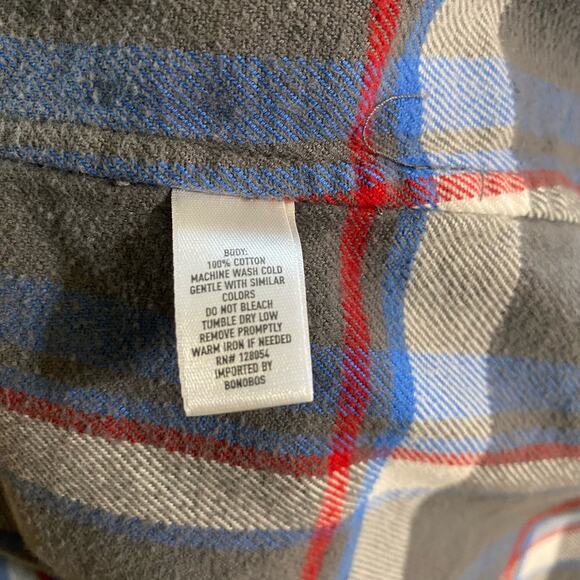 BODY:
100% COTTON
MACHINE WASH COLD
GENTLE WITH SIMILAR
COLORS
DO NOT BLEACH
TUMBLE DRY LOW
REMOVE PROMPTLY
WARM IRON IF NEEDED
RN# 128054
IMPORTED BY
BONOBOS